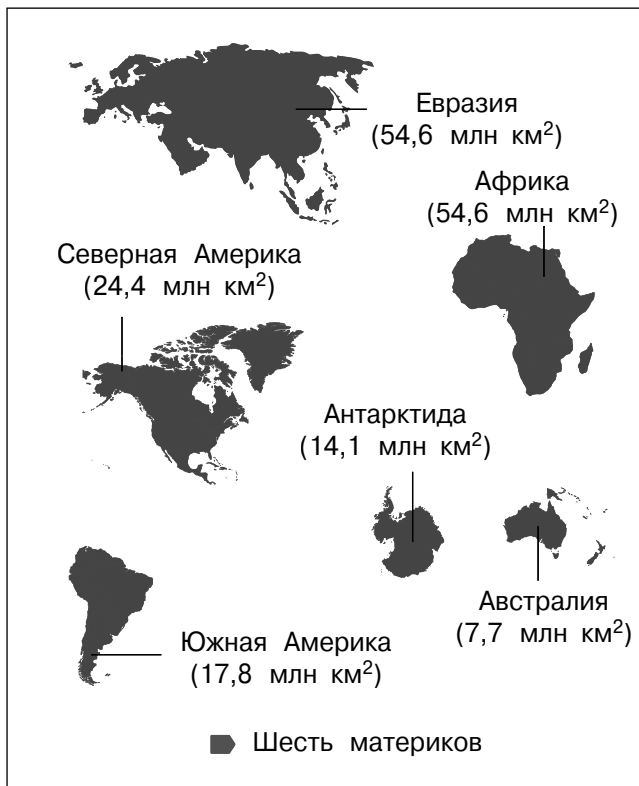 Евразия
(54,6 млн км²)
Африка
(54,6 млн км²)
Северная Америка
(24,4 млн км²)
Антарктида
(14,1 млн км²)
Австралия
(7,7 млн км²)
Южная Америка
(17,8 млн км²)
Шесть материков